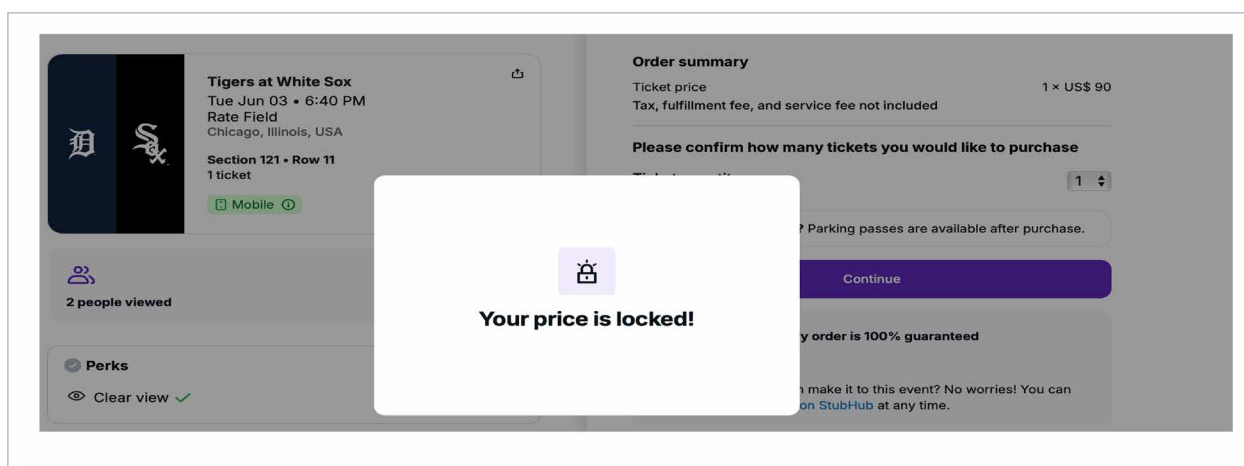 Tigers at White Sox
Tue Jun 03 • 6:40 PM
Rate Field
Chicago, Illinois, USA
Section 121 • Row 11
1 ticket
Mobile
2 people viewed
Perks
Clear view
Order summary
Ticket price 1 × US$ 90
Tax, fulfillment fee, and service fee not included
Please confirm how many tickets you would like to purchase
1
? Parking passes are available after purchase.
Continue
order is 100% guaranteed
make it to this event? No worries! You can
on StubHub at any time.
Your price is locked!